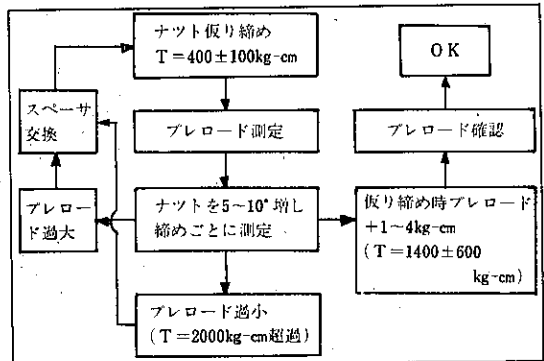 ナツト仮り締め
T=400±100kg-cm
OK
スペーサ
交換
プレロード測定
プレロード確認
プレロー
ド過大
ナツトを5~10°増し
締めごとに測定
仮り締め時プレロード
+1~4kg-cm
(T=1400±600
kg-cm)
プレロード過小
(T=2000kg-cm超過)